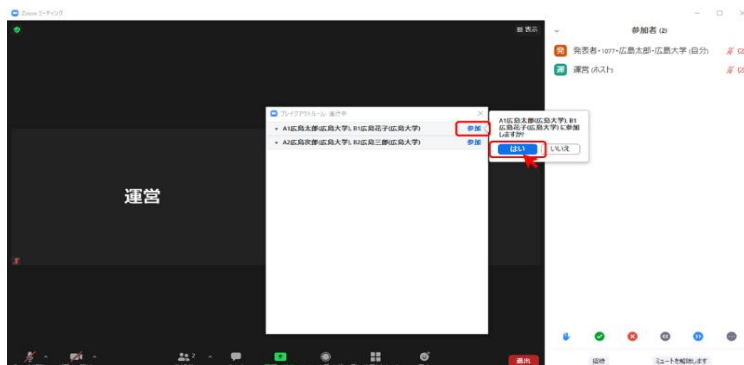 Zoom ミーティング
表示
参加者 (2)
発 発表者・1077・広島太郎・広島大学 (自分)
運 運営 (ホスト)
ブレイクアウトルーム - 進行中
A1広島太郎(広島大学), B1広島花子(広島大学) 参加
A2広島次郎(広島大学), B2広島三郎(広島大学) 参加
A1広島太郎(広島大学), B1
広島花子(広島大学) に参加
しますか?
はい いいえ
運営
2
退出
招待 ミュートを解除します